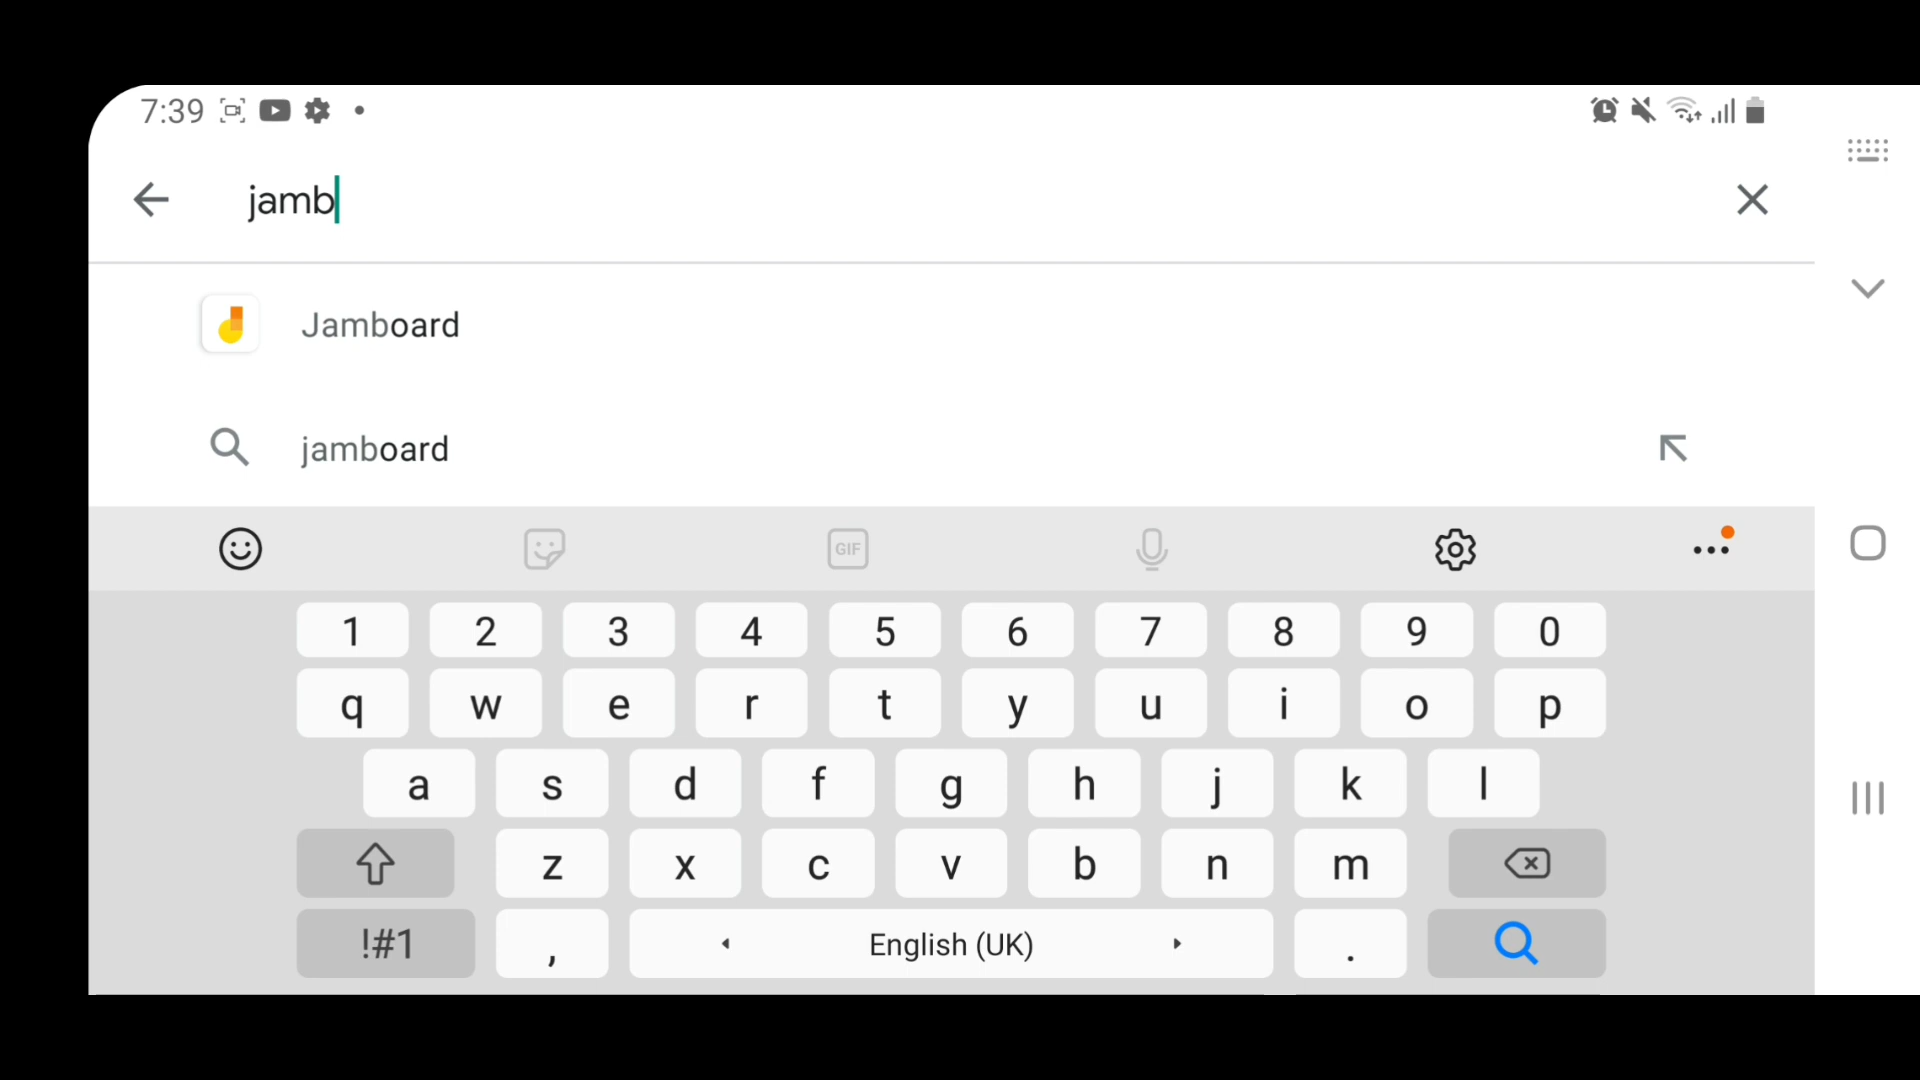 7:39
jamb
Jamboard
jamboard
GIF
1 2 3 4 5 6 7 8 9 0
q w e r t y u i o p
a s d f g h j k l
z x c v b n m
!#1 , English (UK) .